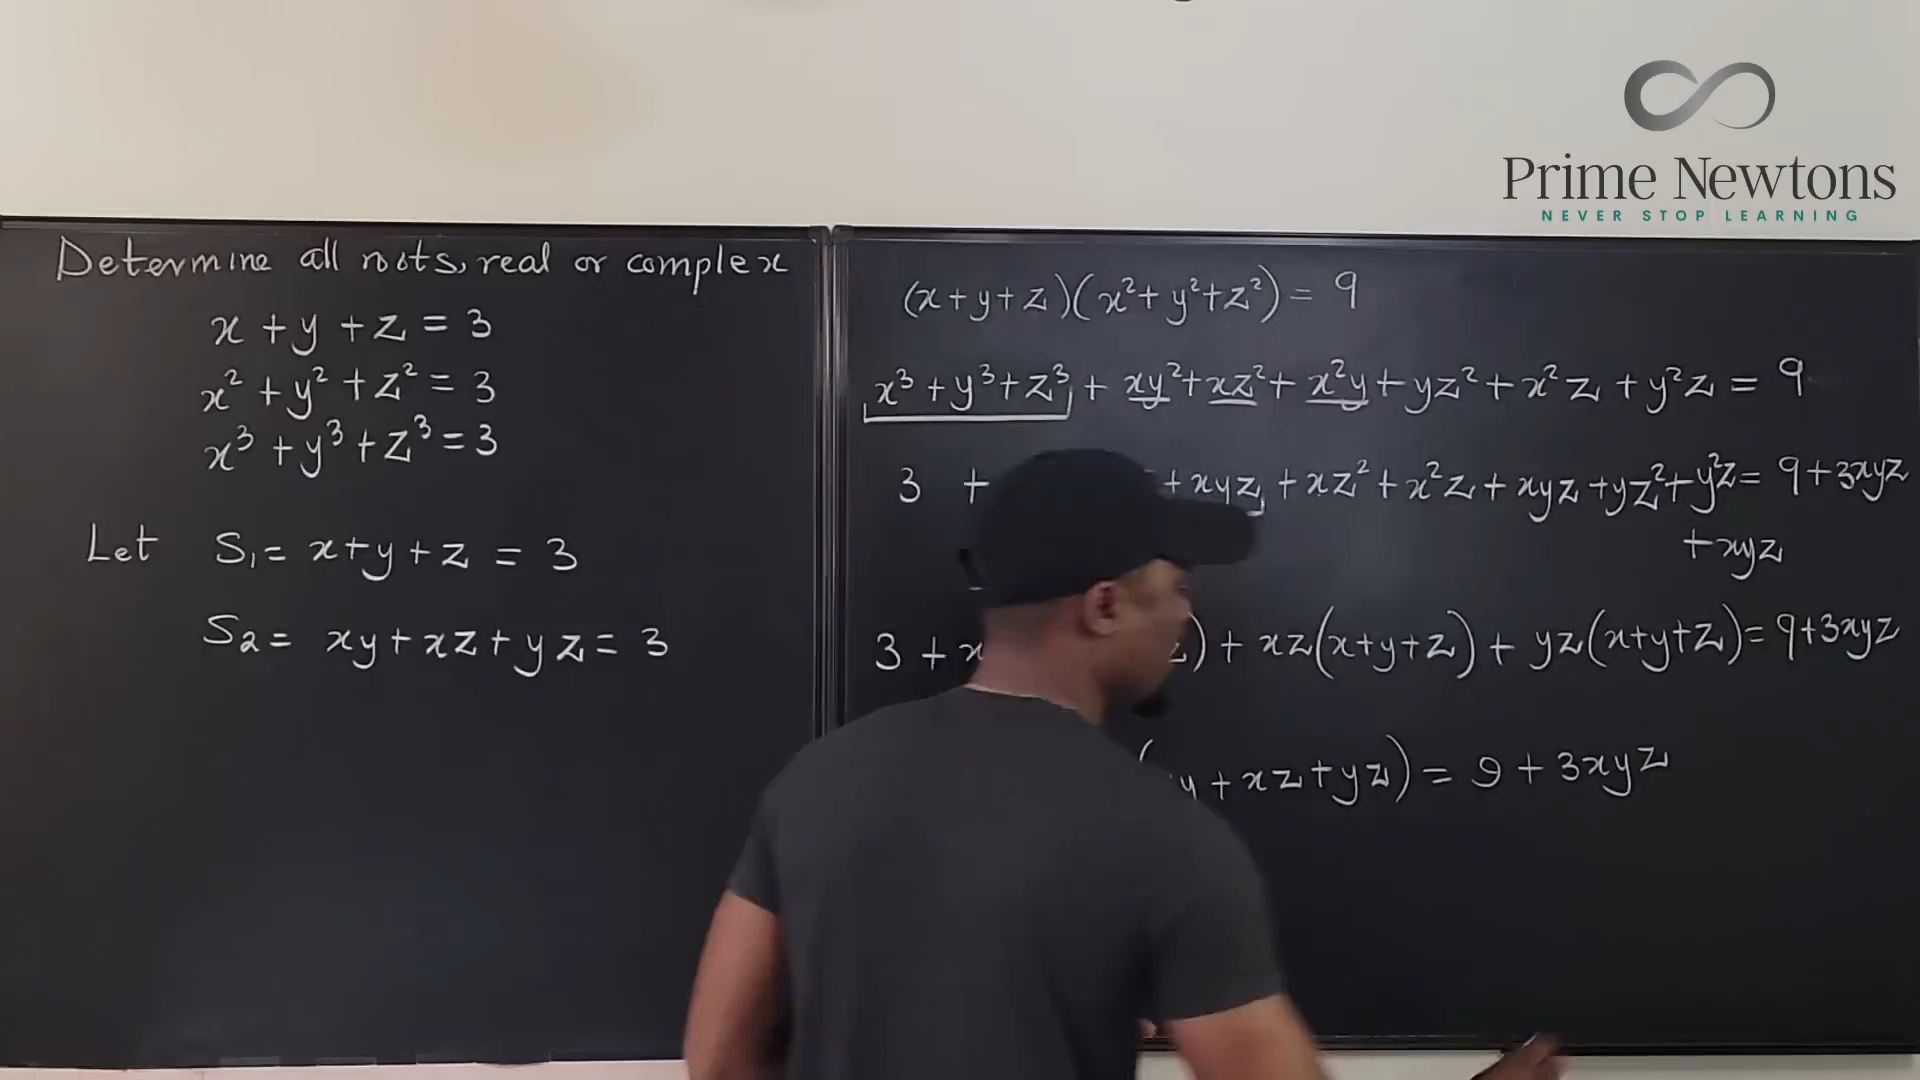 Prime Newtons
NEVER STOP LEARNING
Determine all roots, real or complex
x + y + z = 3
x² + y² + z² = 3
x³ + y³ + z³ = 3
Let S₁ = x+y+z = 3
S₂ = xy+xz+yz = 3
(x+y+z)(x²+y²+z²) = 9
x³+y³+z³ + xy²+xz²+x²y+yz²+x²z+y²z = 9
3 + +xyz +xz²+x²z+xyz+yz²+y²z= 9+3xyz
+xyz
3 + x ) + xz(x+y+z) + yz(x+y+z)= 9+3xyz
(y + xz+yz) = 9 + 3xyz